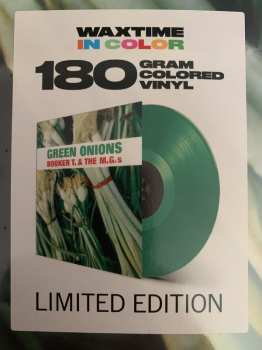 WAXTIME
IN COLOR
180 GRAM
COLORED
VINYL
GREEN ONIONS
BOOKER T. & THE M.G.s
LIMITED EDITION